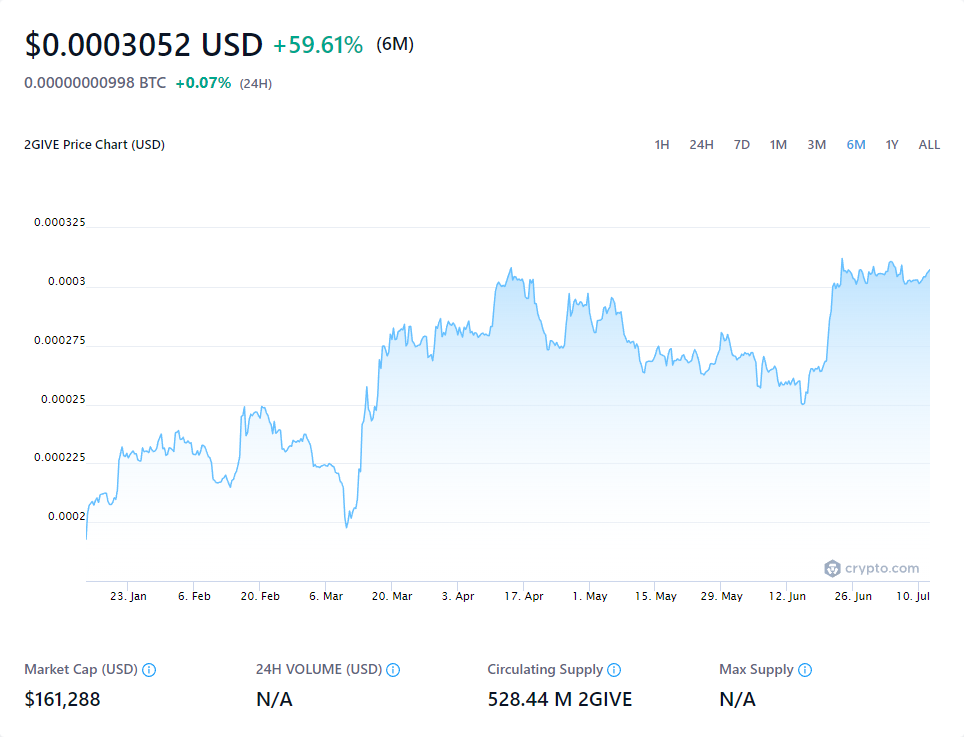 $0.0003052 USD +59.61% (6M)
0.00000000998 BTC +0.07% (24H)
2GIVE Price Chart (USD) 1H 24H 7D 1M 3M 6M 1Y ALL
0.000325
0.0003
0.000275
0.00025
0.000225
0.0002
crypto.com
23. Jan 6. Feb 20. Feb 6. Mar 20. Mar 3. Apr 17. Apr 1. May 15. May 29. May 12. Jun 26. Jun 10. Jul
Market Cap (USD) 24H VOLUME (USD) Circulating Supply Max Supply
$161,288 N/A 528.44 M 2GIVE N/A